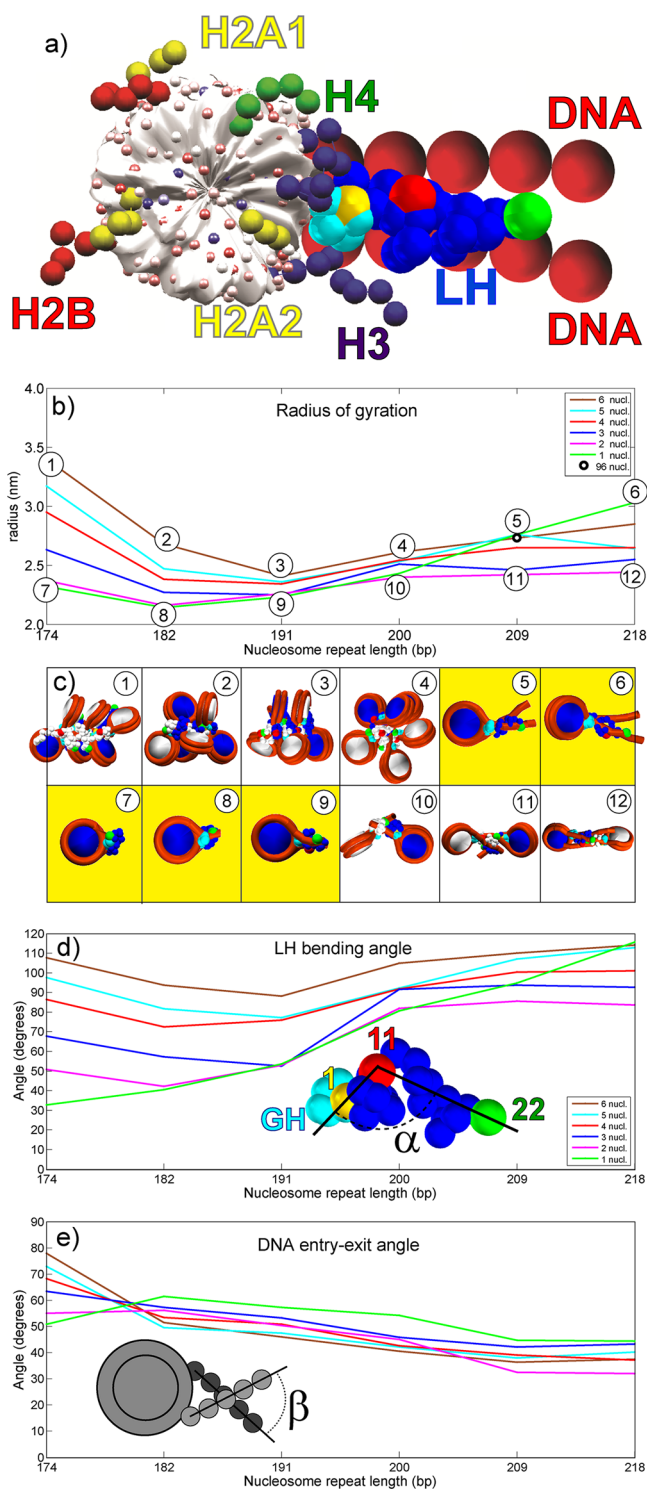 a)
H2A1
H4
DNA
H2B
H2A2
LH
H3
DNA
b)
Radius of gyration
6 nucl.
5 nucl.
4 nucl.
3 nucl.
2 nucl.
1 nucl.
96 nucl.
radius (nm)
4.0
3.5
3.0
2.5
2.0
1
2
3
4
5
6
7
8
9
10
11
12
174 182 191 200 209 218
Nucleosome repeat length (bp)
c)
1 2 3 4 5 6
7 8 9 10 11 12
d)
LH bending angle
Angle (degrees)
120
110
100
90
80
70
60
50
40
30
20
10
0
11
1
GH
22
α
6 nucl.
5 nucl.
4 nucl.
3 nucl.
2 nucl.
1 nucl.
174 182 191 200 209 218
Nucleosome repeat length (bp)
e)
DNA entry-exit angle
Angle (degrees)
90
80
70
60
50
40
30
20
10
0
β
174 182 191 200 209 218
Nucleosome repeat length (bp)